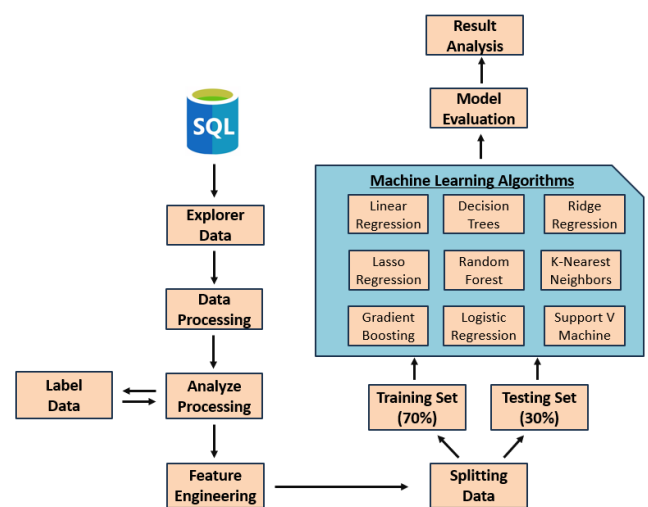 SQL
Explorer
Data
Data
Processing
Label
Data
Analyze
Processing
Feature
Engineering
Splitting
Data
Training Set
(70%)
Testing Set
(30%)
Machine Learning Algorithms
Linear
Regression
Decision
Trees
Ridge
Regression
Lasso
Regression
Random
Forest
K-Nearest
Neighbors
Gradient
Boosting
Logistic
Regression
Support V
Machine
Model
Evaluation
Result
Analysis